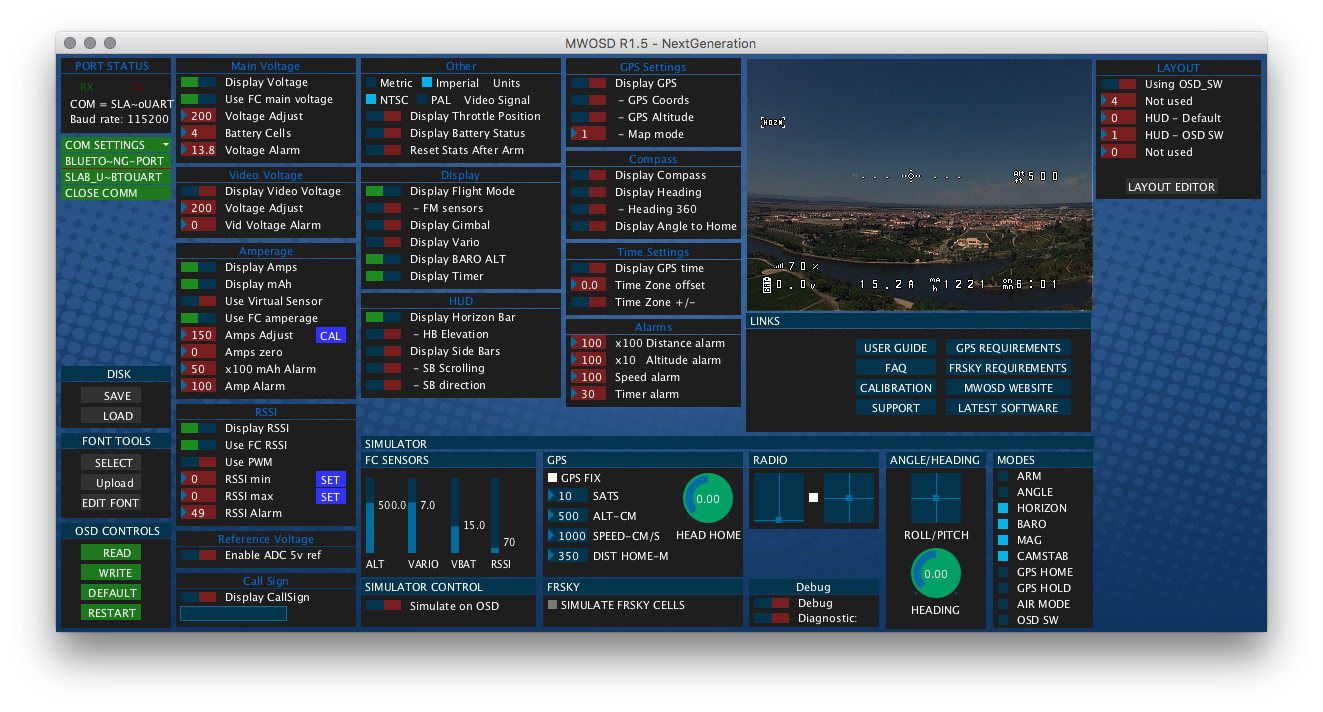 MWOSD R1.5 - NextGeneration
PORT STATUS
RX
COM = SLA~oUART
Baud rate: 115200
COM SETTINGS
BLUETO~NG-PORT
SLAB_U~BTOUART
CLOSE COMM
DISK
SAVE
LOAD
FONT TOOLS
SELECT
Upload
EDIT FONT
OSD CONTROLS
READ
WRITE
DEFAULT
RESTART
Main Voltage
Display Voltage
Use FC main voltage
200 Voltage Adjust
4 Battery Cells
13.8 Voltage Alarm
Video Voltage
Display Video Voltage
200 Voltage Adjust
0 Vid Voltage Alarm
Amperage
Display Amps
Display mAh
Use Virtual Sensor
Use FC amperage
150 Amps Adjust CAL
0 Amps zero
50 x100 mAh Alarm
100 Amp Alarm
RSSI
Display RSSI
Use FC RSSI
Use PWM
0 RSSI min SET
0 RSSI max SET
49 RSSI Alarm
Reference Voltage
Enable ADC 5v ref
Call Sign
Display CallSign
Other
Metric Imperial Units
NTSC PAL Video Signal
Display Throttle Position
Display Battery Status
Reset Stats After Arm
Display
Display Flight Mode
- FM sensors
Display Gimbal
Display Vario
Display BARO ALT
Display Timer
HUD
Display Horizon Bar
- HB Elevation
Display Side Bars
- SB Scrolling
- SB direction
GPS Settings
Display GPS
- GPS Coords
- GPS Altitude
1 - Map mode
Compass
Display Compass
Display Heading
- Heading 360
Display Angle to Home
Time Settings
Display GPS time
0.0 Time Zone offset
Time Zone +/-
Alarms
100 x100 Distance alarm
100 x10 Altitude alarm
100 Speed alarm
30 Timer alarm
HOZN
Alt ft 500
70 %
0.0v 15.2A mAh 1221 on mn 6:01
LINKS
USER GUIDE GPS REQUIREMENTS
FAQ FRSKY REQUIREMENTS
CALIBRATION MWOSD WEBSITE
SUPPORT LATEST SOFTWARE
LAYOUT
Using OSD_SW
4 Not used
0 HUD - Default
1 HUD - OSD SW
0 Not used
LAYOUT EDITOR
SIMULATOR
FC SENSORS
500.0 7.0 15.0 70
ALT VARIO VBAT RSSI
SIMULATOR CONTROL
Simulate on OSD
GPS
GPS FIX
10 SATS
500 ALT-CM
1000 SPEED-CM/S
350 DIST HOME-M
0.00
HEAD HOME
FRSKY
SIMULATE FRSKY CELLS
RADIO
Debug
Debug
Diagnostic:
ANGLE/HEADING
ROLL/PITCH
0.00
HEADING
MODES
ARM
ANGLE
HORIZON
BARO
MAG
CAMSTAB
GPS HOME
GPS HOLD
AIR MODE
OSD SW